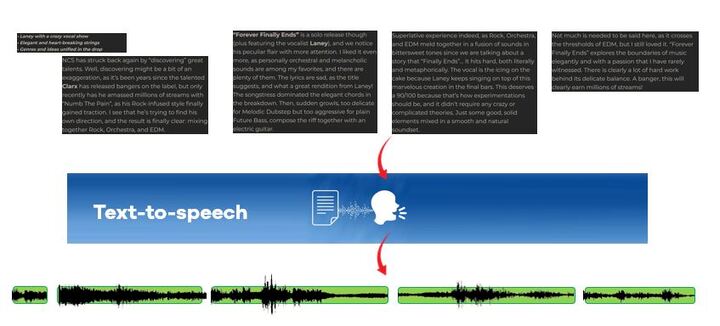 - Laney with a crazy vocal show
- Elegant and heart-breaking strings
- Genres and ideas unified in the drop
NCS has struck back again by "discovering" great
talents. Well, discovering might be a bit of an
exaggeration, as it's been years since the talented
Clarx has released bangers on the label, but only
recently has he amassed millions of streams with
"Numb The Pain", as his Rock infused style finally
gained traction. I see that he's trying to find his
own direction, and the result is finally clear: mixing
together Rock, Orchestra, and EDM.
"Forever Finally Ends" is a solo release though
(plus featuring the vocalist Laney), and we notice
his peculiar flair with more attention. I liked it even
more, as personally orchestral and melancholic
sounds are among my favorites, and there are
plenty of them. The lyrics are sad, as the title
suggests, and what a great rendition from Laney!
The songstress dominated the elegant chords in
the breakdown. Then, sudden growls, too delicate
for Melodic Dubstep but too aggressive for plain
Future Bass, compose the riff together with an
electric guitar.
Superlative experience indeed, as Rock, Orchestra,
and EDM meld together in a fusion of sounds in
bittersweet tones since we are talking about a
story that "Finally Ends"... It hits hard, both literally
and metaphorically. The vocal is the icing on the
cake because Laney keeps singing on top of this
marvelous creation in the final bars. This deserves
a 90/100 because that's how experimentations
should be, and it didn't require any crazy or
complicated theories. Just some good, solid
elements mixed in a smooth and natural
soundset.
Not much is needed to be said here, as it crosses
the thresholds of EDM, but I still loved it. "Forever
Finally Ends" explores the boundaries of music
elegantly and with a passion that I have rarely
witnessed. There is clearly a lot of hard work
behind its delicate balance. A banger, this will
clearly earn millions of streams!
Text-to-speech